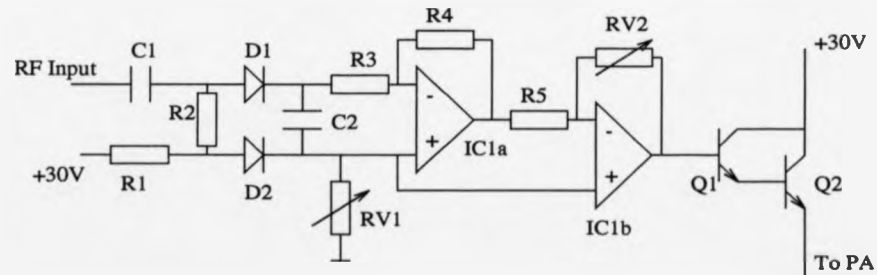 R4
RV2
+30V
C1
D1
R3
RF Input
R2
C2
-
R5
+
IC1a
-
+30V
R1
D2
+
Q1
Q2
RV1
IC1b
To PA